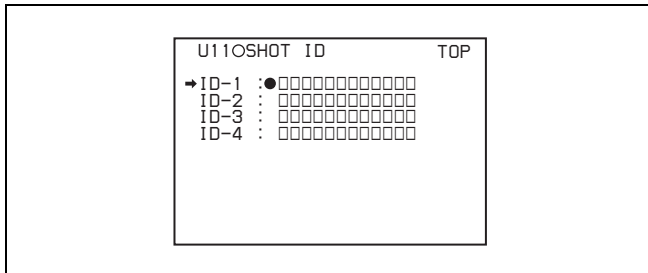 U11○SHOT ID TOP
➡ID-1 :●□□□□□□□□□□□□
ID-2 : □□□□□□□□□□□□
ID-3 : □□□□□□□□□□□□
ID-4 : □□□□□□□□□□□□